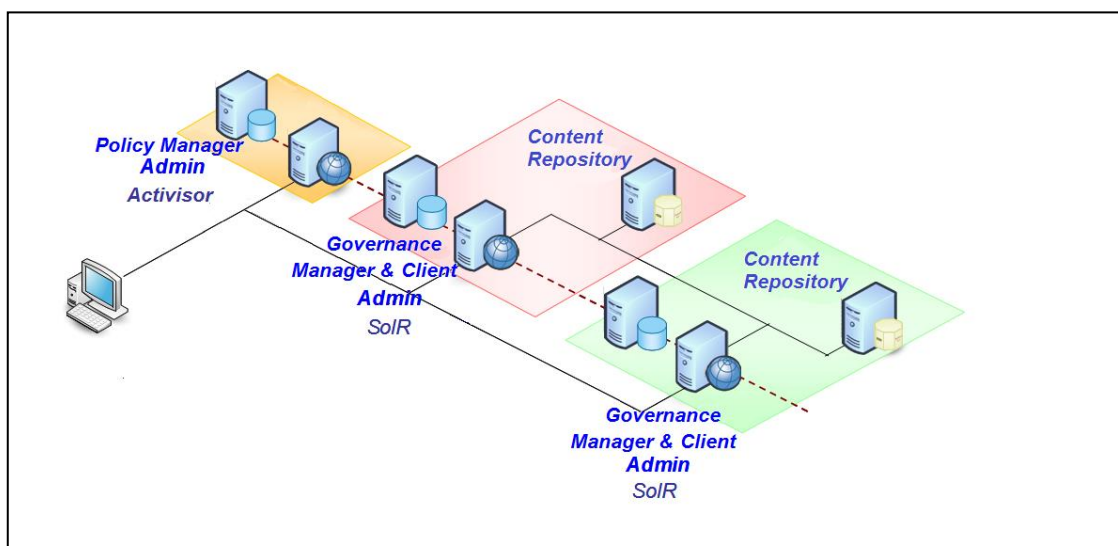 Policy Manager
Admin
Activisor
Content
Repository
Governance
Manager & Client
Admin
SolR
Content
Repository
Governance
Manager & Client
Admin
SolR